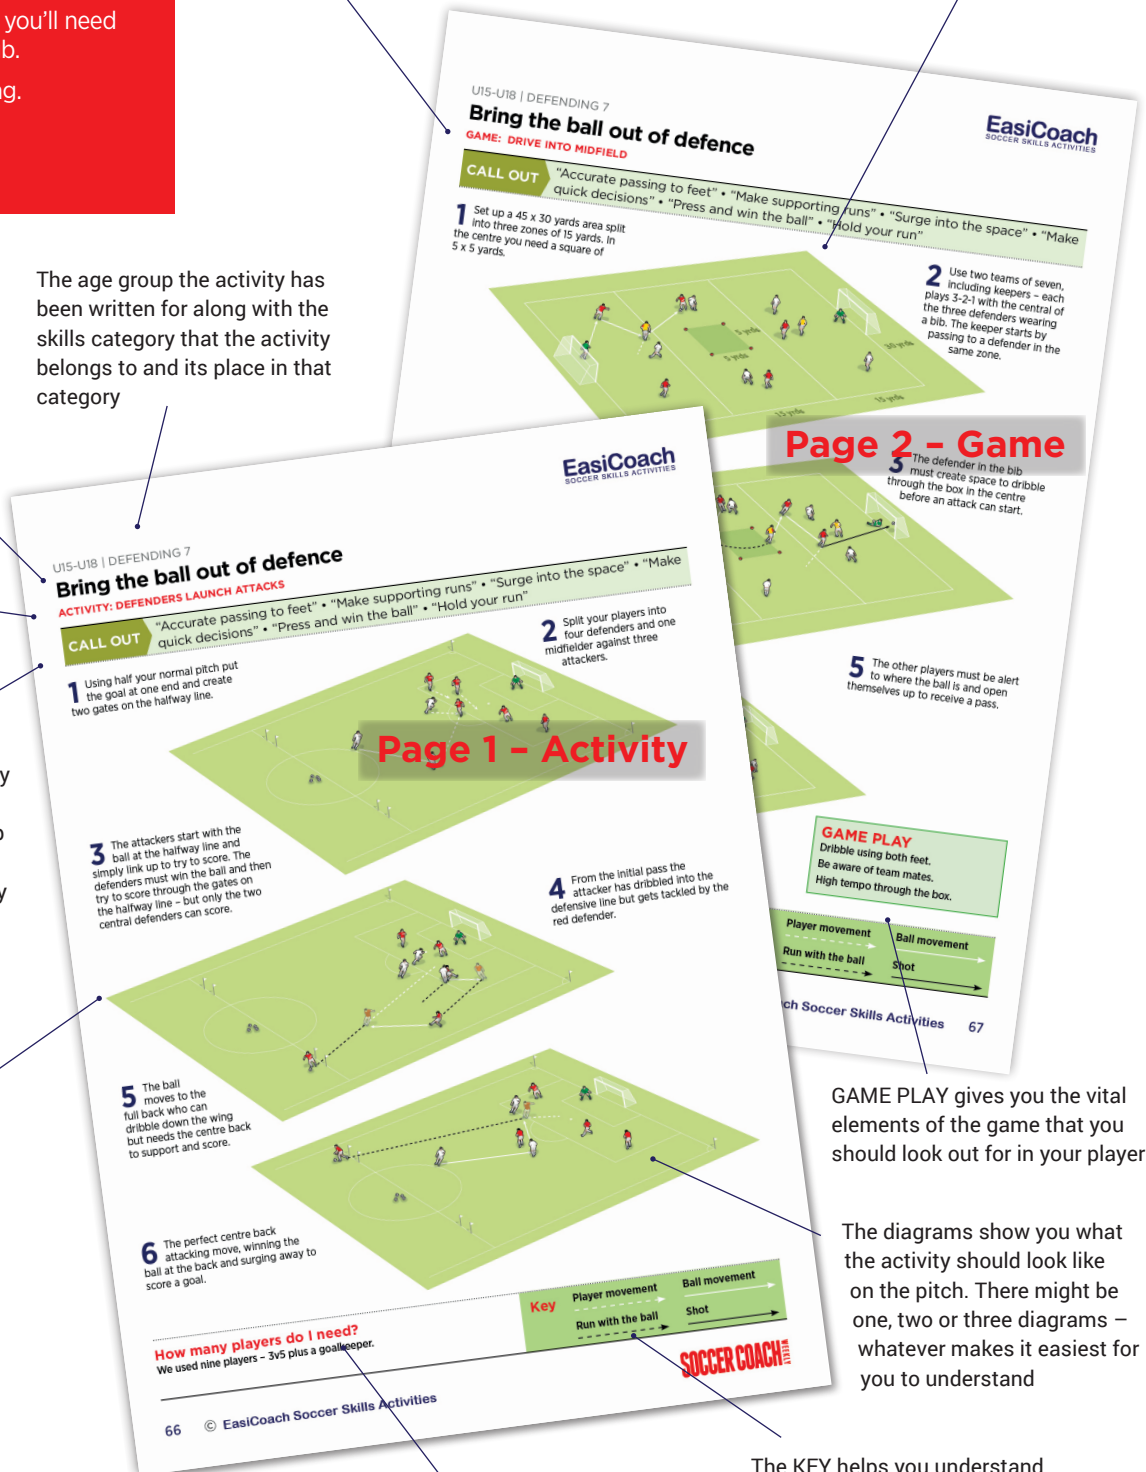 you'll need
b.
g.
U15-U18 | DEFENDING 7
Bring the ball out of defence
GAME: DRIVE INTO MIDFIELD
EasiCoach
SOCCER SKILLS ACTIVITIES
CALL OUT
"Accurate passing to feet" • "Make supporting runs" • "Surge into the space" • "Make
quick decisions" • "Press and win the ball" • "Hold your run"
1 Set up a 45 x 30 yards area split
into three zones of 15 yards. In
the centre you need a square of
5 x 5 yards.
2 Use two teams of seven,
including keepers – each
plays 3-2-1 with the central of
the three defenders wearing
a bib. The keeper starts by
passing to a defender in the
same zone.
5 yrds
5 yrds
30 yrds
15 yrds
15 yrds
Page 2 – Game
3 The defender in the bib
must create space to dribble
through the box in the centre
before an attack can start.
5 The other players must be alert
to where the ball is and open
themselves up to receive a pass.
GAME PLAY
Dribble using both feet.
Be aware of team mates.
High tempo through the box.
Player movement
Ball movement
Run with the ball
Shot
ch Soccer Skills Activities 67
The age group the activity has
been written for along with the
skills category that the activity
belongs to and its place in that
category
EasiCoach
SOCCER SKILLS ACTIVITIES
U15-U18 | DEFENDING 7
Bring the ball out of defence
ACTIVITY: DEFENDERS LAUNCH ATTACKS
CALL OUT
"Accurate passing to feet" • "Make supporting runs" • "Surge into the space" • "Make
quick decisions" • "Press and win the ball" • "Hold your run"
1 Using half your normal pitch put
the goal at one end and create
two gates on the halfway line.
2 Split your players into
four defenders and one
midfielder against three
attackers.
Page 1 – Activity
y
y
3 The attackers start with the
ball at the halfway line and
simply link up to try to score. The
defenders must win the ball and then
try to score through the gates on
the halfway line – but only the two
central defenders can score.
4 From the initial pass the
attacker has dribbled into the
defensive line but gets tackled by the
red defender.
5 The ball
moves to the
full back who can
dribble down the wing
but needs the centre back
to support and score.
6 The perfect centre back
attacking move, winning the
ball at the back and surging away to
score a goal.
How many players do I need?
We used nine players – 3v5 plus a goalkeeper.
Key
Player movement
Ball movement
Run with the ball
Shot
SOCCER COACH WEEKLY
66 © EasiCoach Soccer Skills Activities
GAME PLAY gives you the vital
elements of the game that you
should look out for in your player
The diagrams show you what
the activity should look like
on the pitch. There might be
one, two or three diagrams –
whatever makes it easiest for
you to understand
The KEY helps you understand